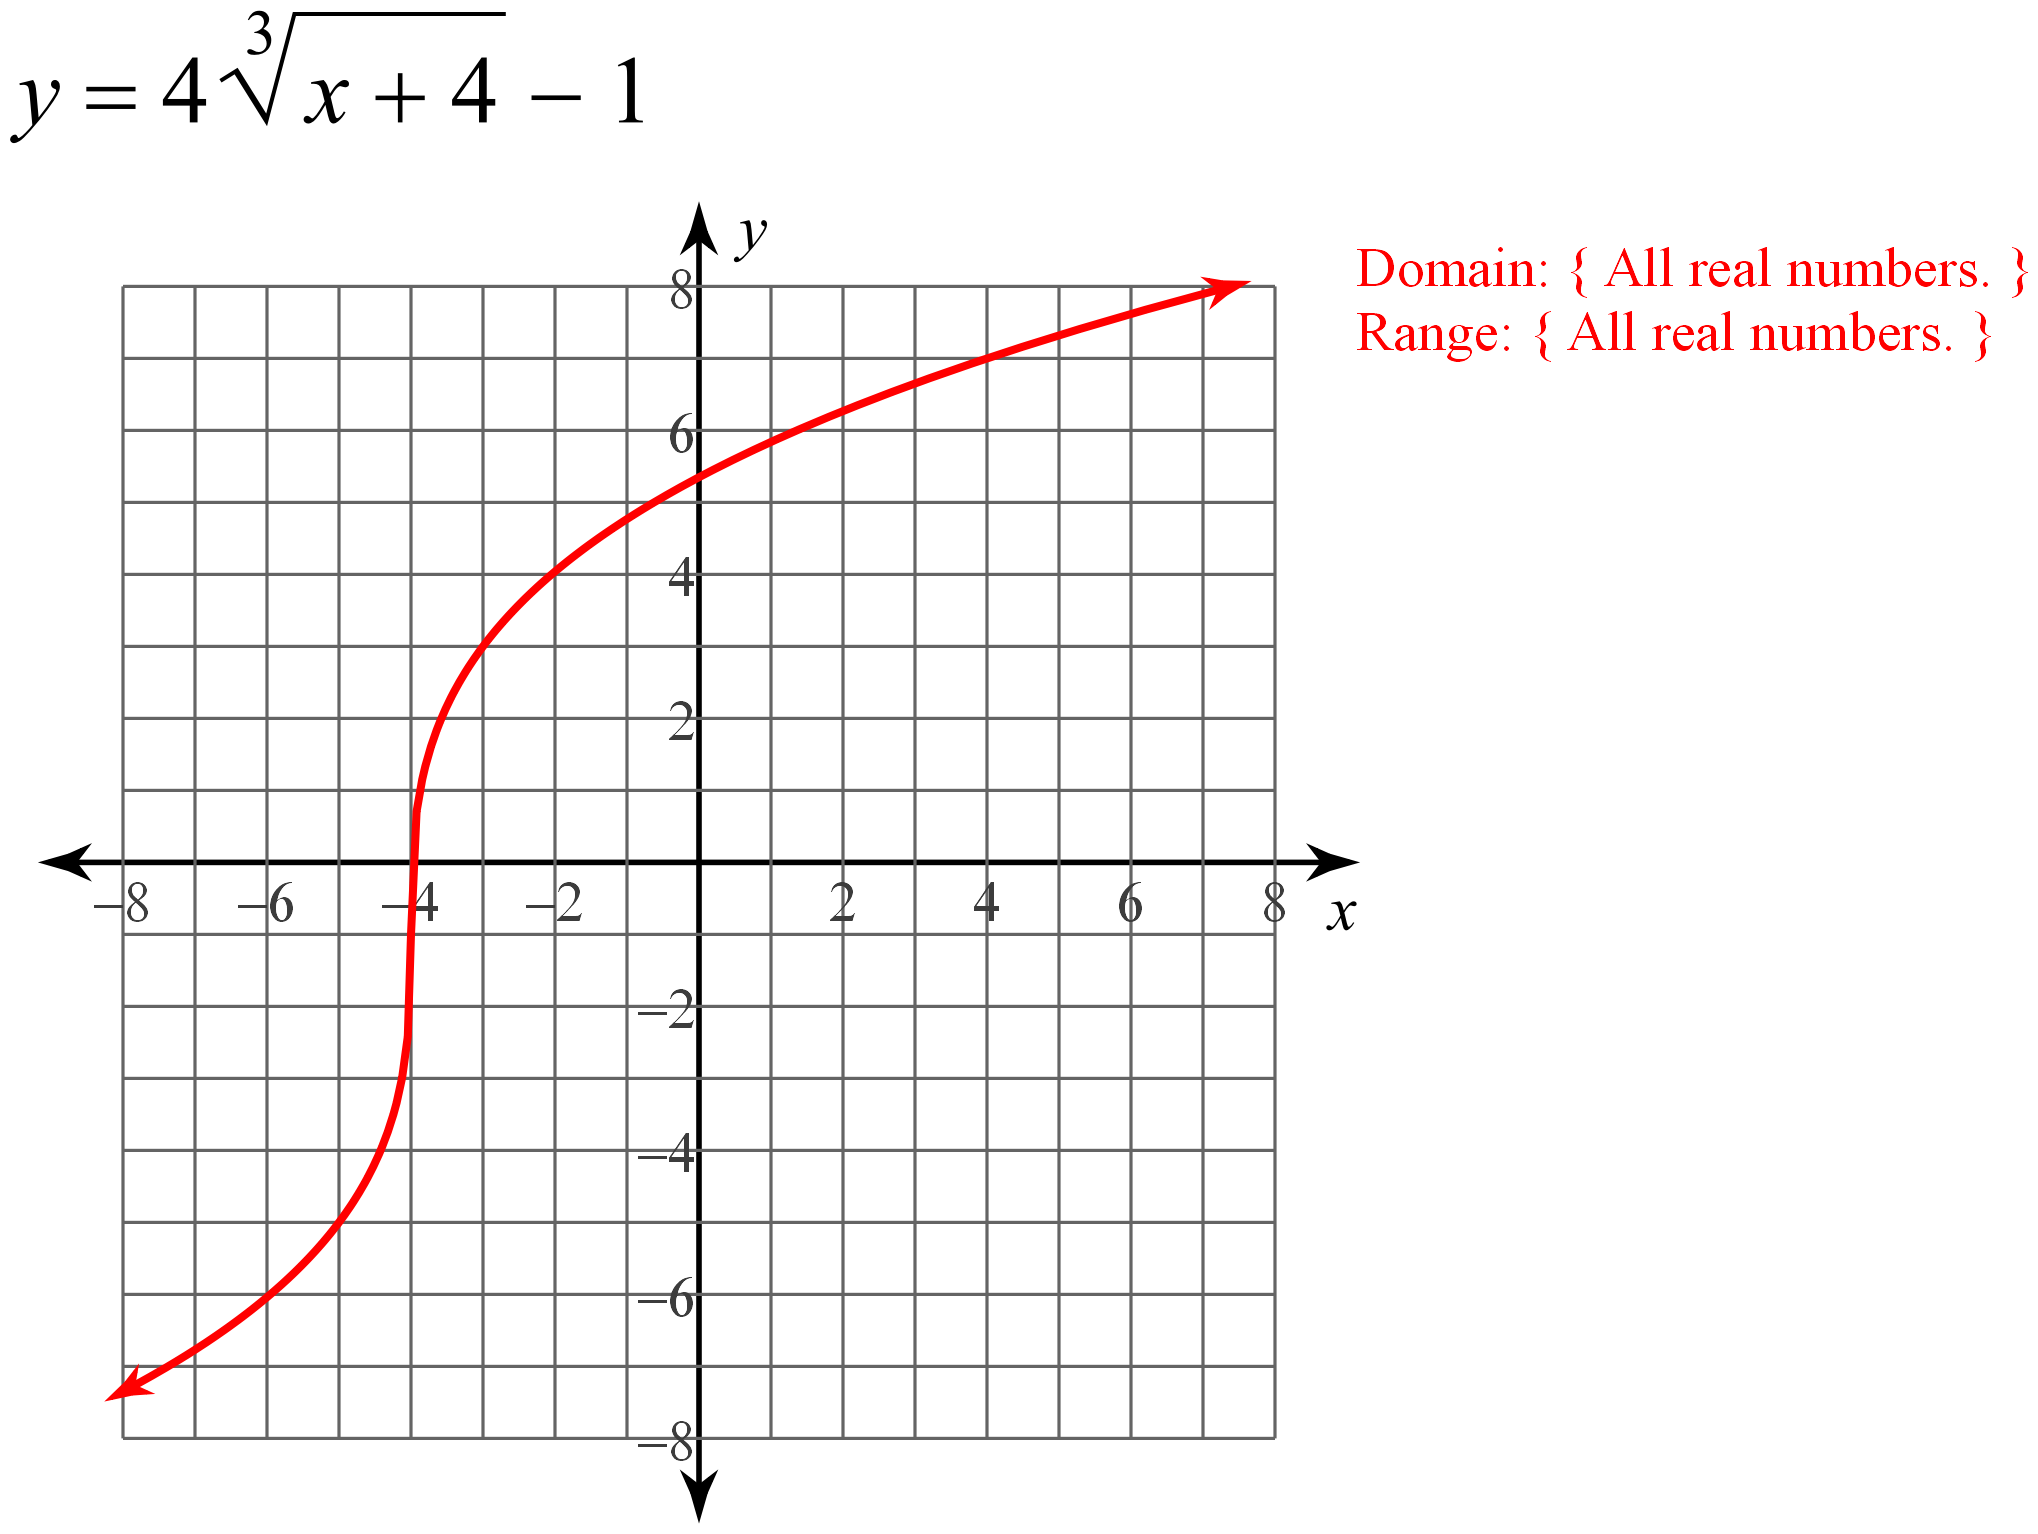 y = 4∛(x + 4) − 1
y
8
Domain: { All real numbers. }
Range: { All real numbers. }
6
4
2
−8 −6 −4 −2 2 4 6 8 x
−2
−4
−6
−8